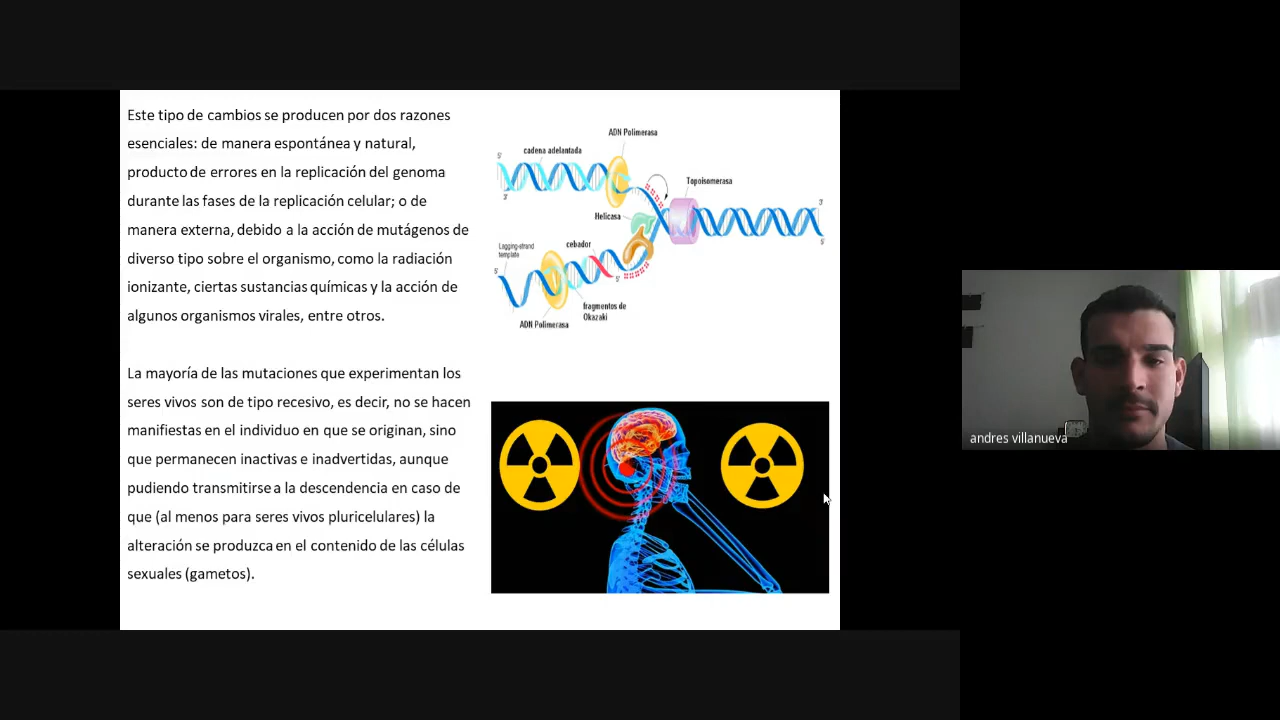 Este tipo de cambios se producen por dos razones
esenciales: de manera espontánea y natural,
producto de errores en la replicación del genoma
durante las fases de la replicación celular; o de
manera externa, debido a la acción de mutágenos de
diverso tipo sobre el organismo, como la radiación
ionizante, ciertas sustancias químicas y la acción de
algunos organismos virales, entre otros.
La mayoría de las mutaciones que experimentan los
seres vivos son de tipo recesivo, es decir, no se hacen
manifiestas en el individuo en que se originan, sino
que permanecen inactivas e inadvertidas, aunque
pudiendo transmitirse a la descendencia en caso de
que (al menos para seres vivos pluricelulares) la
alteración se produzca en el contenido de las células
sexuales (gametos).
ADN Polimerasa
cadena adelantada
5'
3'
Topoisomerasa
3'
Helicasa
5'
cebador
Lagging-strand
template
5'
5'
fragmentos de
Okazaki
ADN Polimerasa
andres villanueva